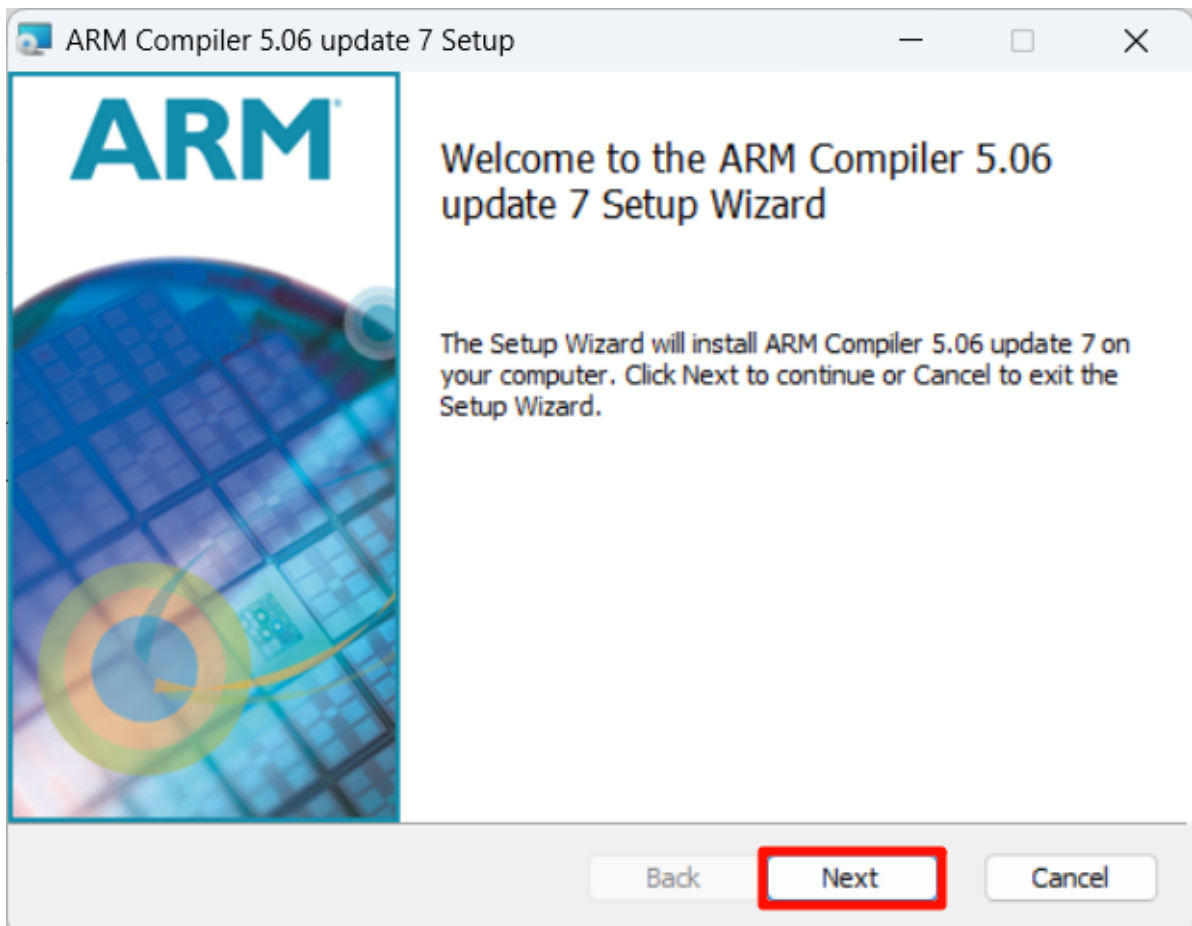 ARM Compiler 5.06 update 7 Setup
ARM
Welcome to the ARM Compiler 5.06
update 7 Setup Wizard
The Setup Wizard will install ARM Compiler 5.06 update 7 on
your computer. Click Next to continue or Cancel to exit the
Setup Wizard.
Back
Next
Cancel